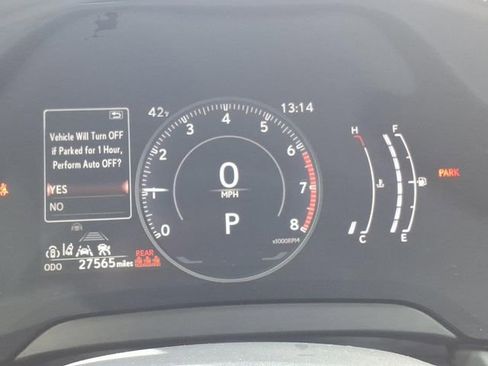 42°F
13:14
Vehicle Will Turn OFF
if Parked for 1 Hour,
Perform Auto OFF?
YES
NO
0 1 2 3 4 5 6 7 8
0
MPH
P
x1000RPM
H
C
F
E
PARK
REAR
ODO 27565 miles